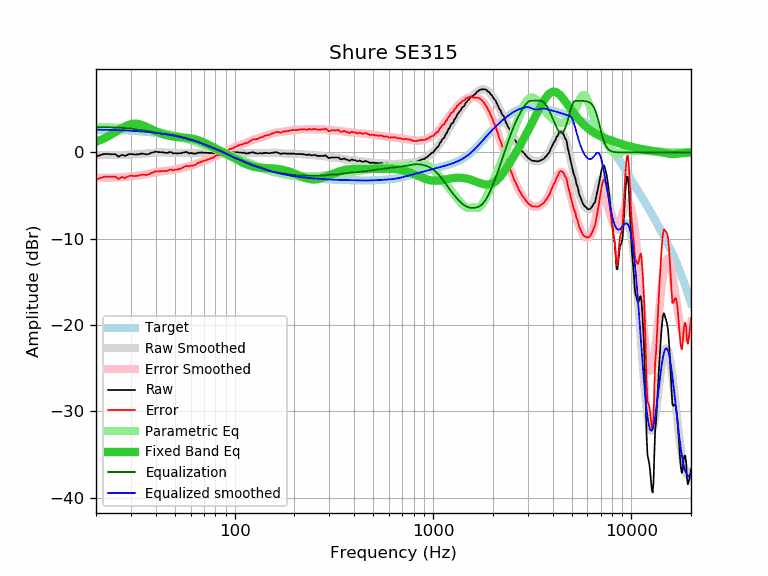 Shure SE315
Amplitude (dBr)
0
−10
−20
−30
−40
Target
Raw Smoothed
Error Smoothed
Raw
Error
Parametric Eq
Fixed Band Eq
Equalization
Equalized smoothed
100
1000
10000
Frequency (Hz)